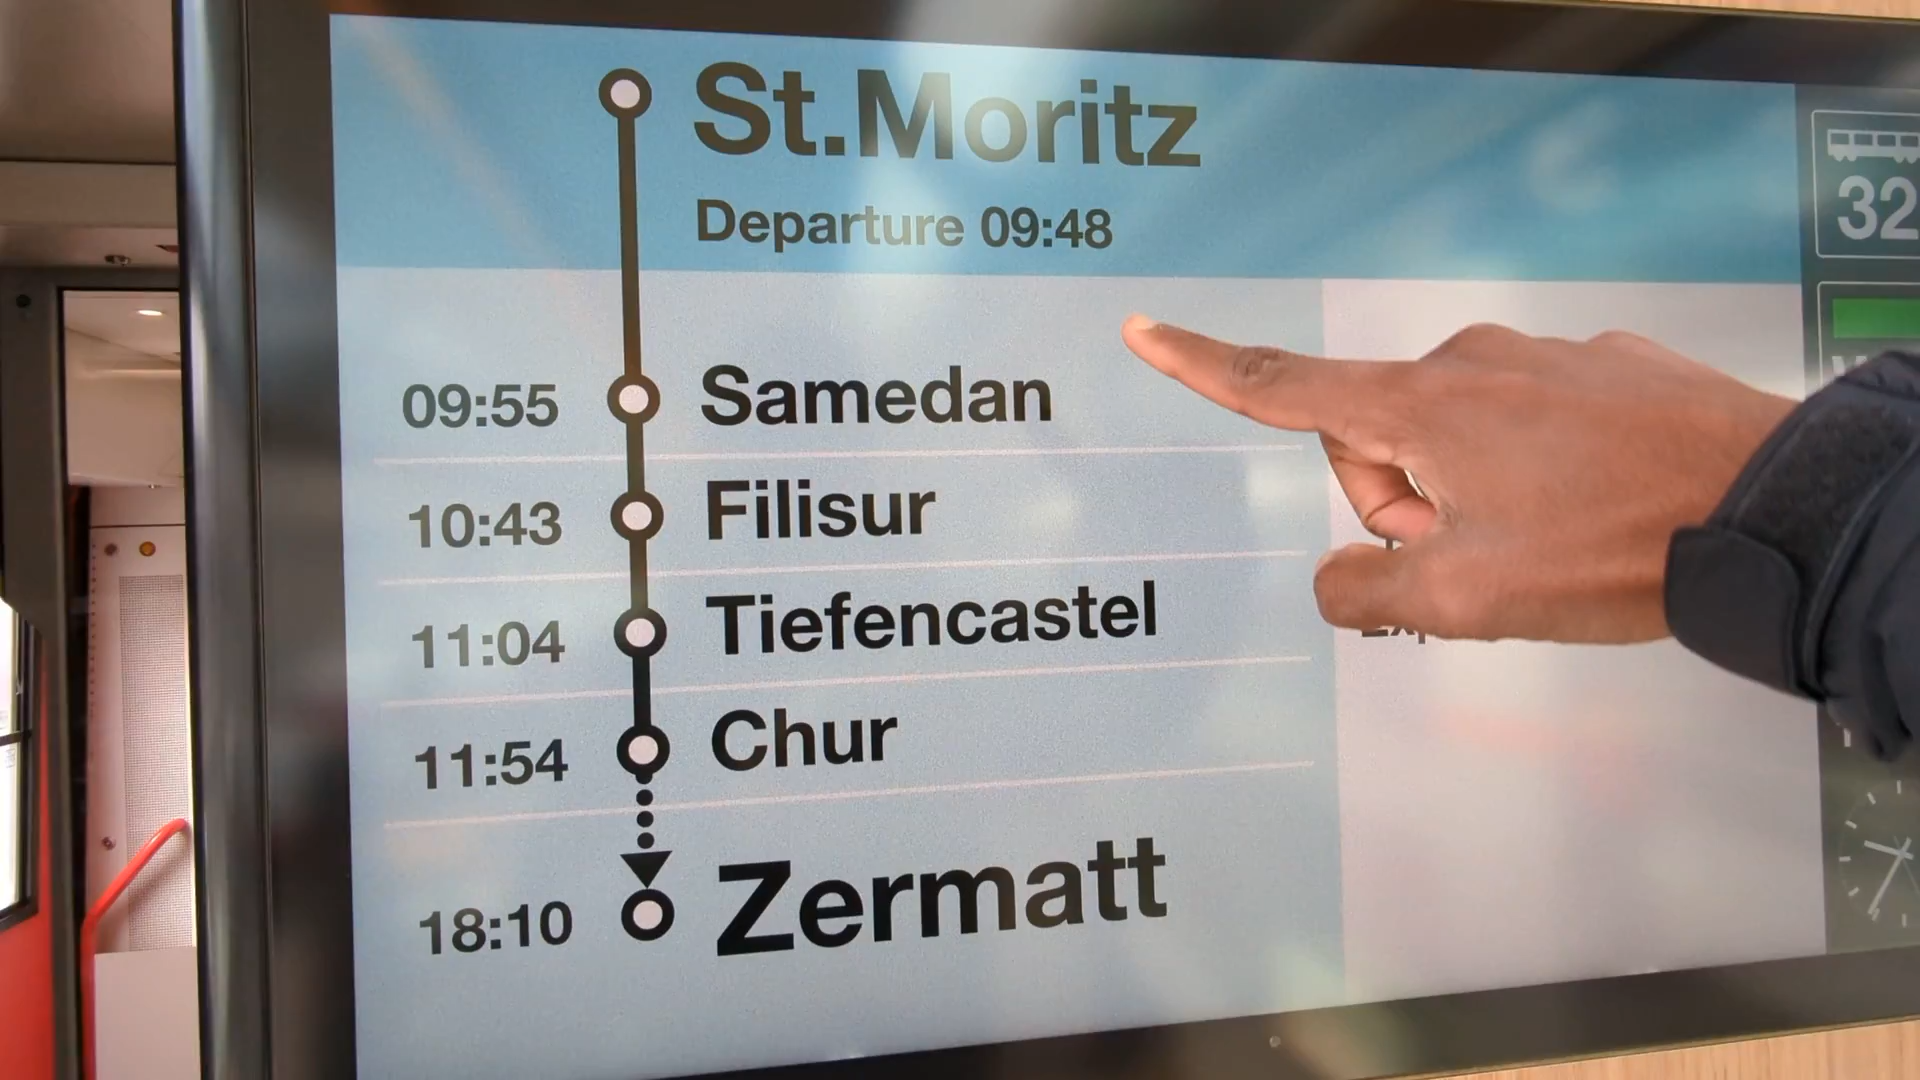 St.Moritz
Departure 09:48
09:55 Samedan
10:43 Filisur
11:04 Tiefencastel
11:54 Chur
18:10 Zermatt
32